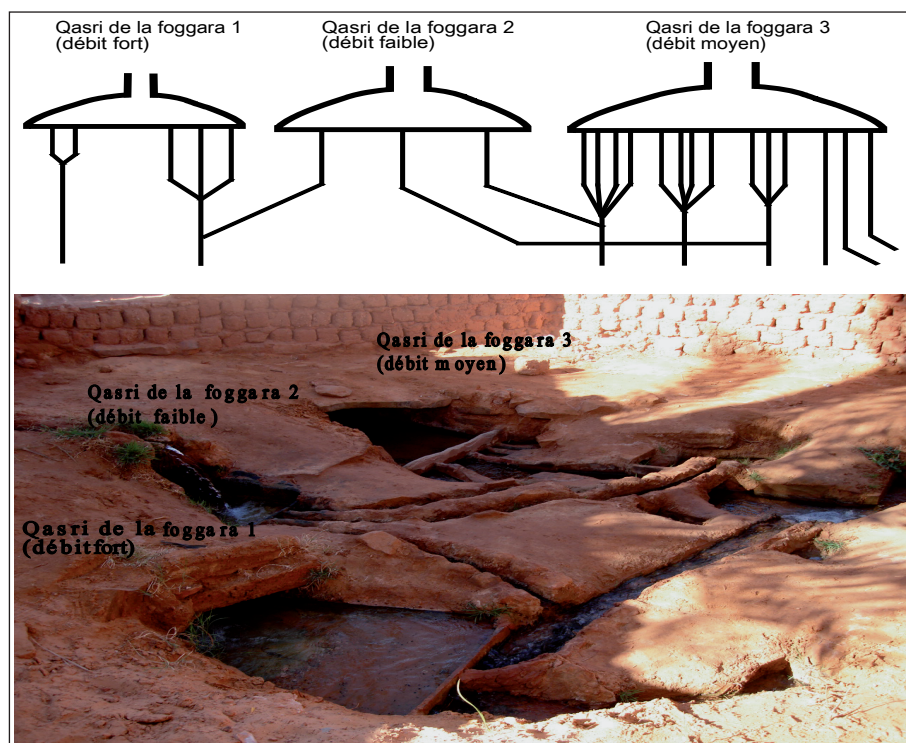 Qasri de la foggara 1
(débit fort)
Qasri de la foggara 2
(débit faible)
Qasri de la foggara 3
(débit moyen)
Qasri de la foggara 3
(débit moyen)
Qasri de la foggara 2
(débit faible)
Qasri de la foggara 1
(débit fort)